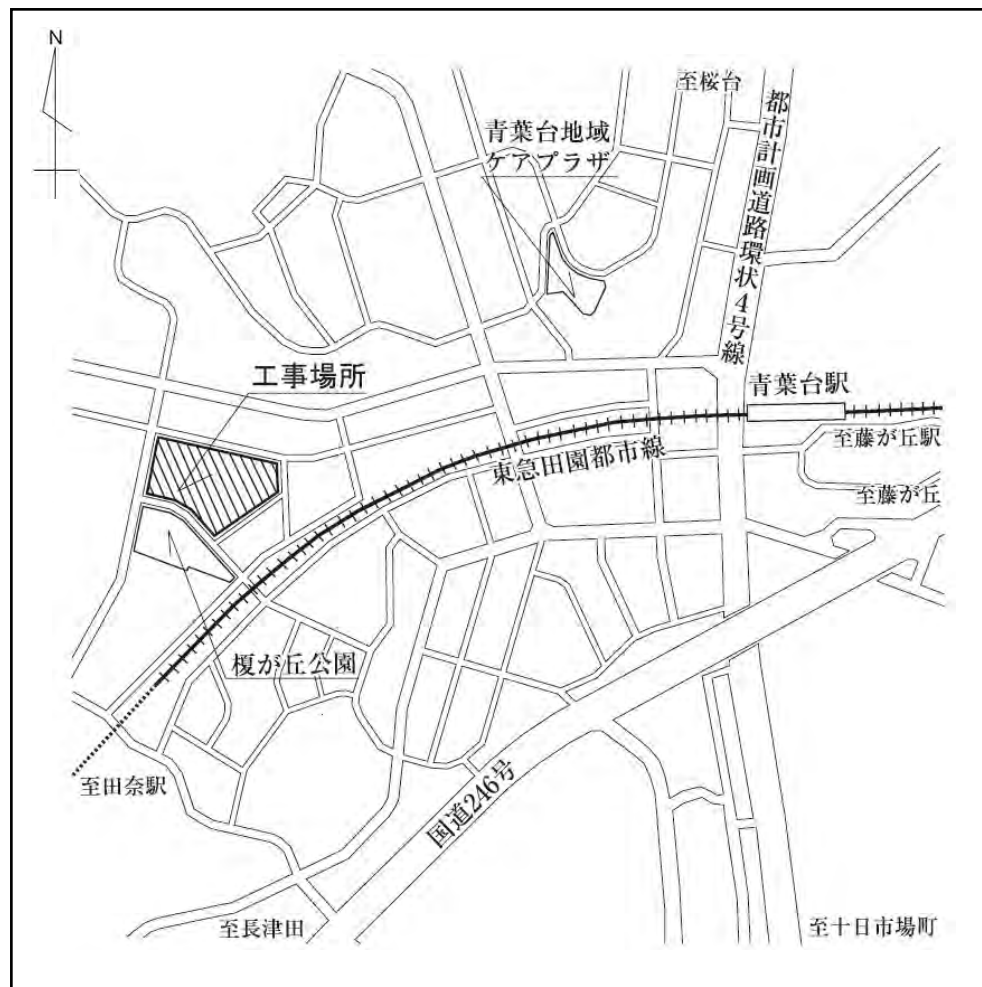 N
至桜台
都市計画道路環状4号線
青葉台地域
ケアプラザ
工事場所
青葉台駅
至藤が丘駅
東急田園都市線
至藤が丘
榎が丘公園
至田奈駅
国道246号
至長津田
至十日市場町